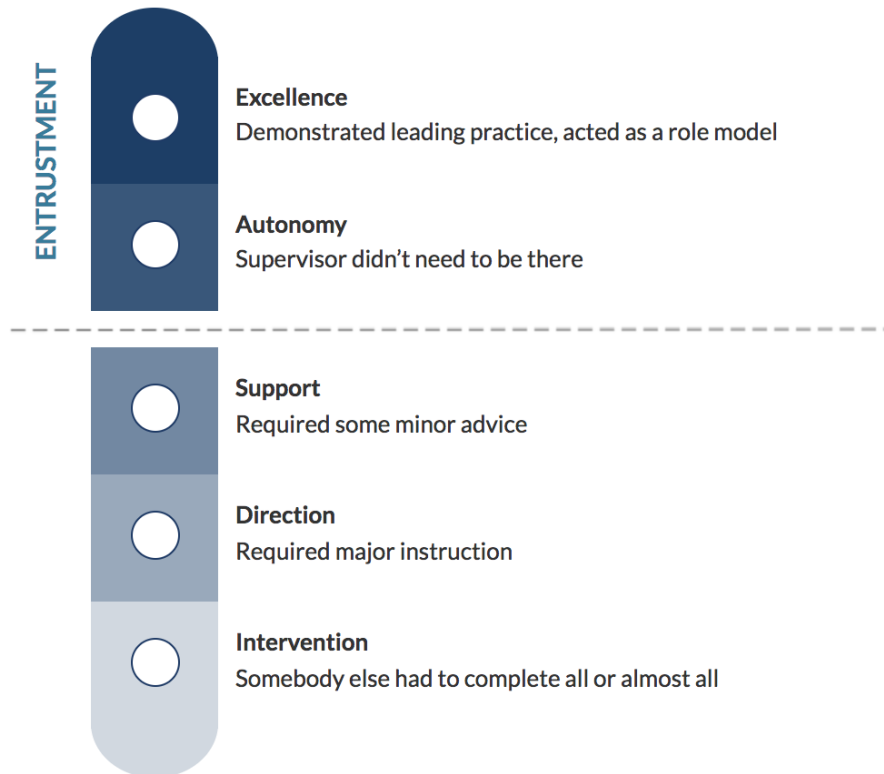 ENTRUSTMENT
Excellence
Demonstrated leading practice, acted as a role model
Autonomy
Supervisor didn’t need to be there
Support
Required some minor advice
Direction
Required major instruction
Intervention
Somebody else had to complete all or almost all